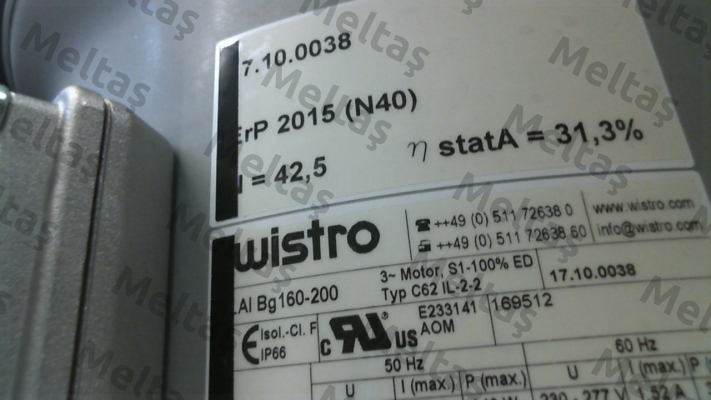 7.10.0038
ErP 2015 (N40)
N = 42,5 η statA = 31,3%
wistro
☎ ++49 (0) 511 72638 0
++49 (0) 511 72638 60
www.wistro.com
info@wistro.com
LAI Bg160-200
3~ Motor, S1-100% ED
Typ C62 IL-2-2
17.10.0038
CE Isol.-Cl. F
IP66
c RU US
E233141
AOM
169512
50 Hz 60 Hz
U I (max.) P (max.) U I (max.) P
230 - 277 V 1,52 A
Meltaş